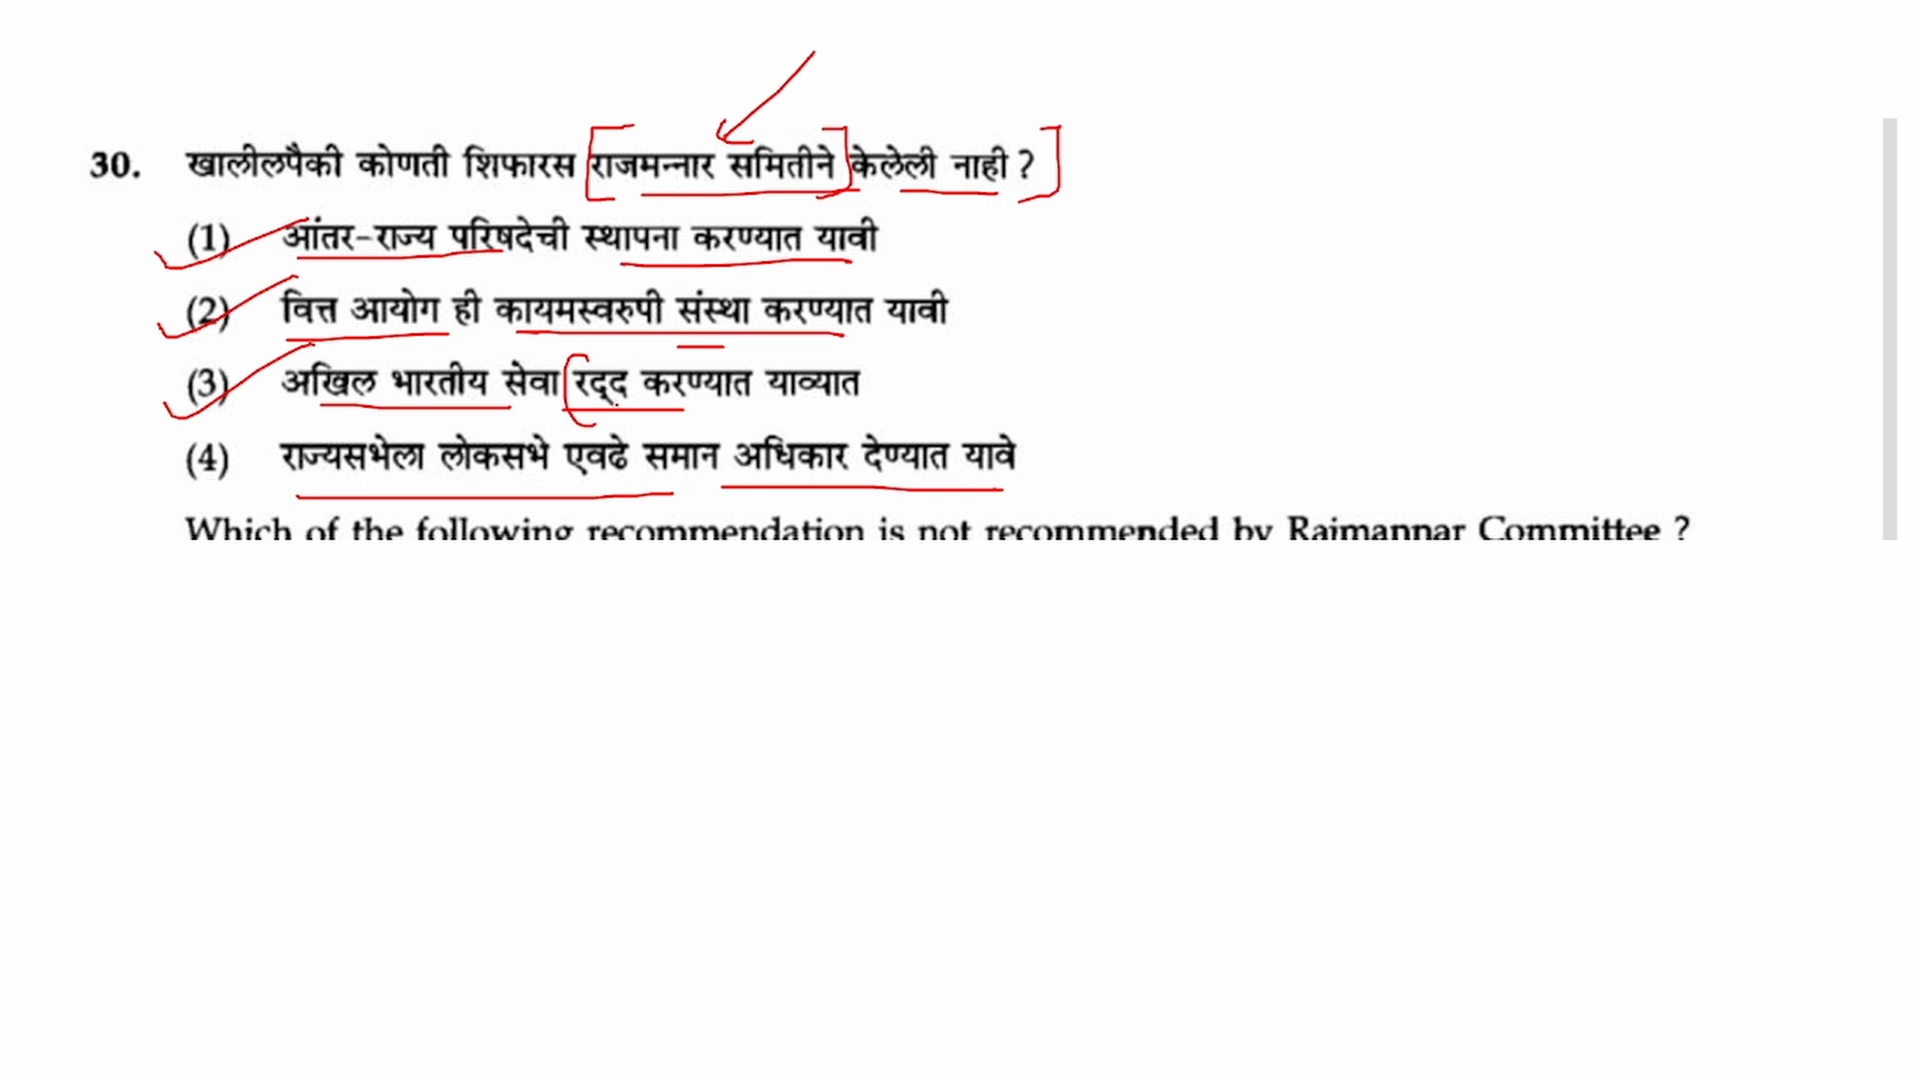 30. खालीलपैकी कोणती शिफारस राजमन्नार समितीने केलेली नाही ?
(1) आंतर-राज्य परिषदेची स्थापना करण्यात यावी
(2) वित्त आयोग ही कायमस्वरुपी संस्था करण्यात यावी
(3) अखिल भारतीय सेवा रद्द करण्यात याव्यात
(4) राज्यसभेला लोकसभे एवढे समान अधिकार देण्यात यावे
Which of the following recommendation is not recommended by Rajmannar Committee ?